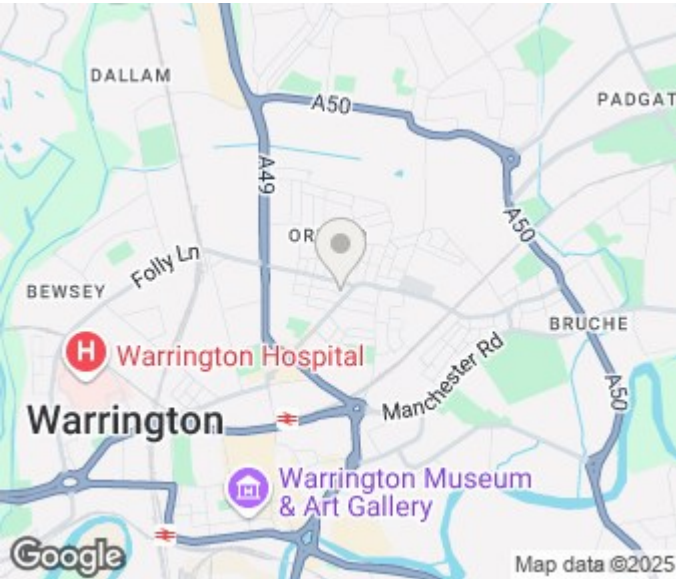 DALLAM
A50
PADGAT
A49
A50
OR
Folly Ln
BEWSEY
BRUCHE
Warrington Hospital
Manchester Rd
A50
Warrington
Warrington Museum
& Art Gallery
Google
Map data ©2025